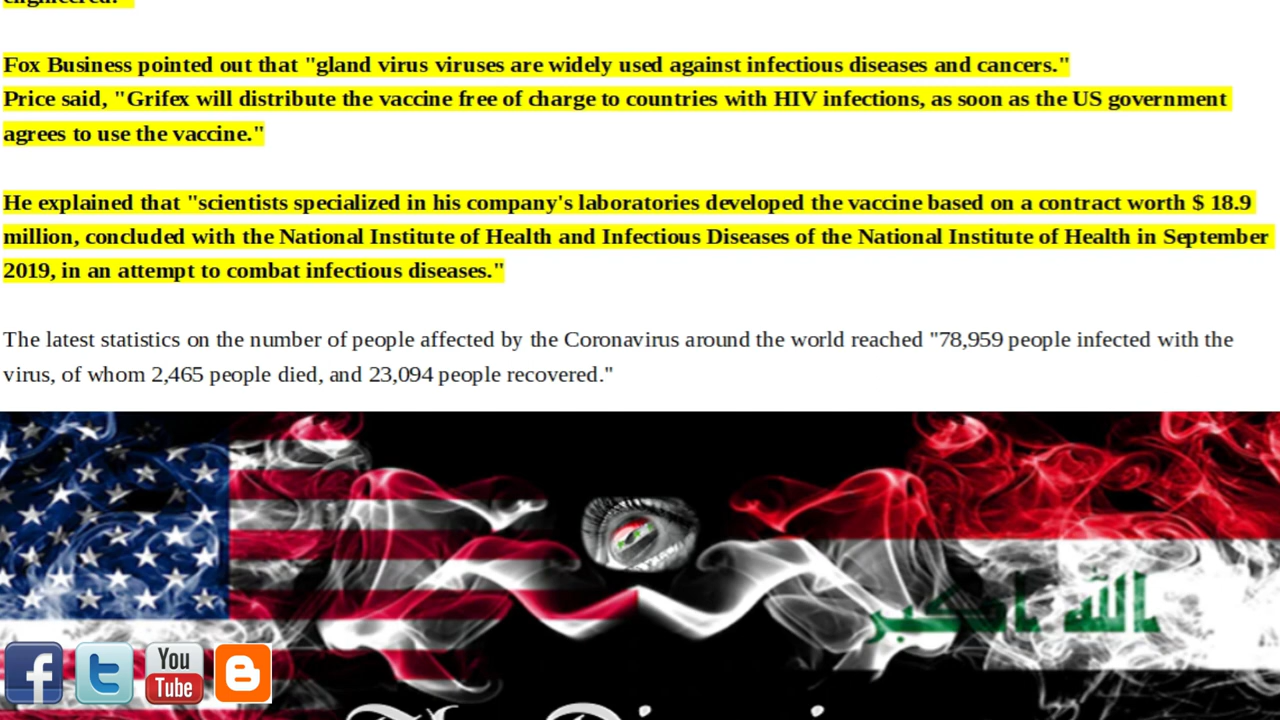 engineered."
Fox Business pointed out that "gland virus viruses are widely used against infectious diseases and cancers."
Price said, "Grifex will distribute the vaccine free of charge to countries with HIV infections, as soon as the US government
agrees to use the vaccine."
He explained that "scientists specialized in his company's laboratories developed the vaccine based on a contract worth $ 18.9
million, concluded with the National Institute of Health and Infectious Diseases of the National Institute of Health in September
2019, in an attempt to combat infectious diseases."
The latest statistics on the number of people affected by the Coronavirus around the world reached "78,959 people infected with the
virus, of whom 2,465 people died, and 23,094 people recovered."
الله اكبر
You
Tube
The